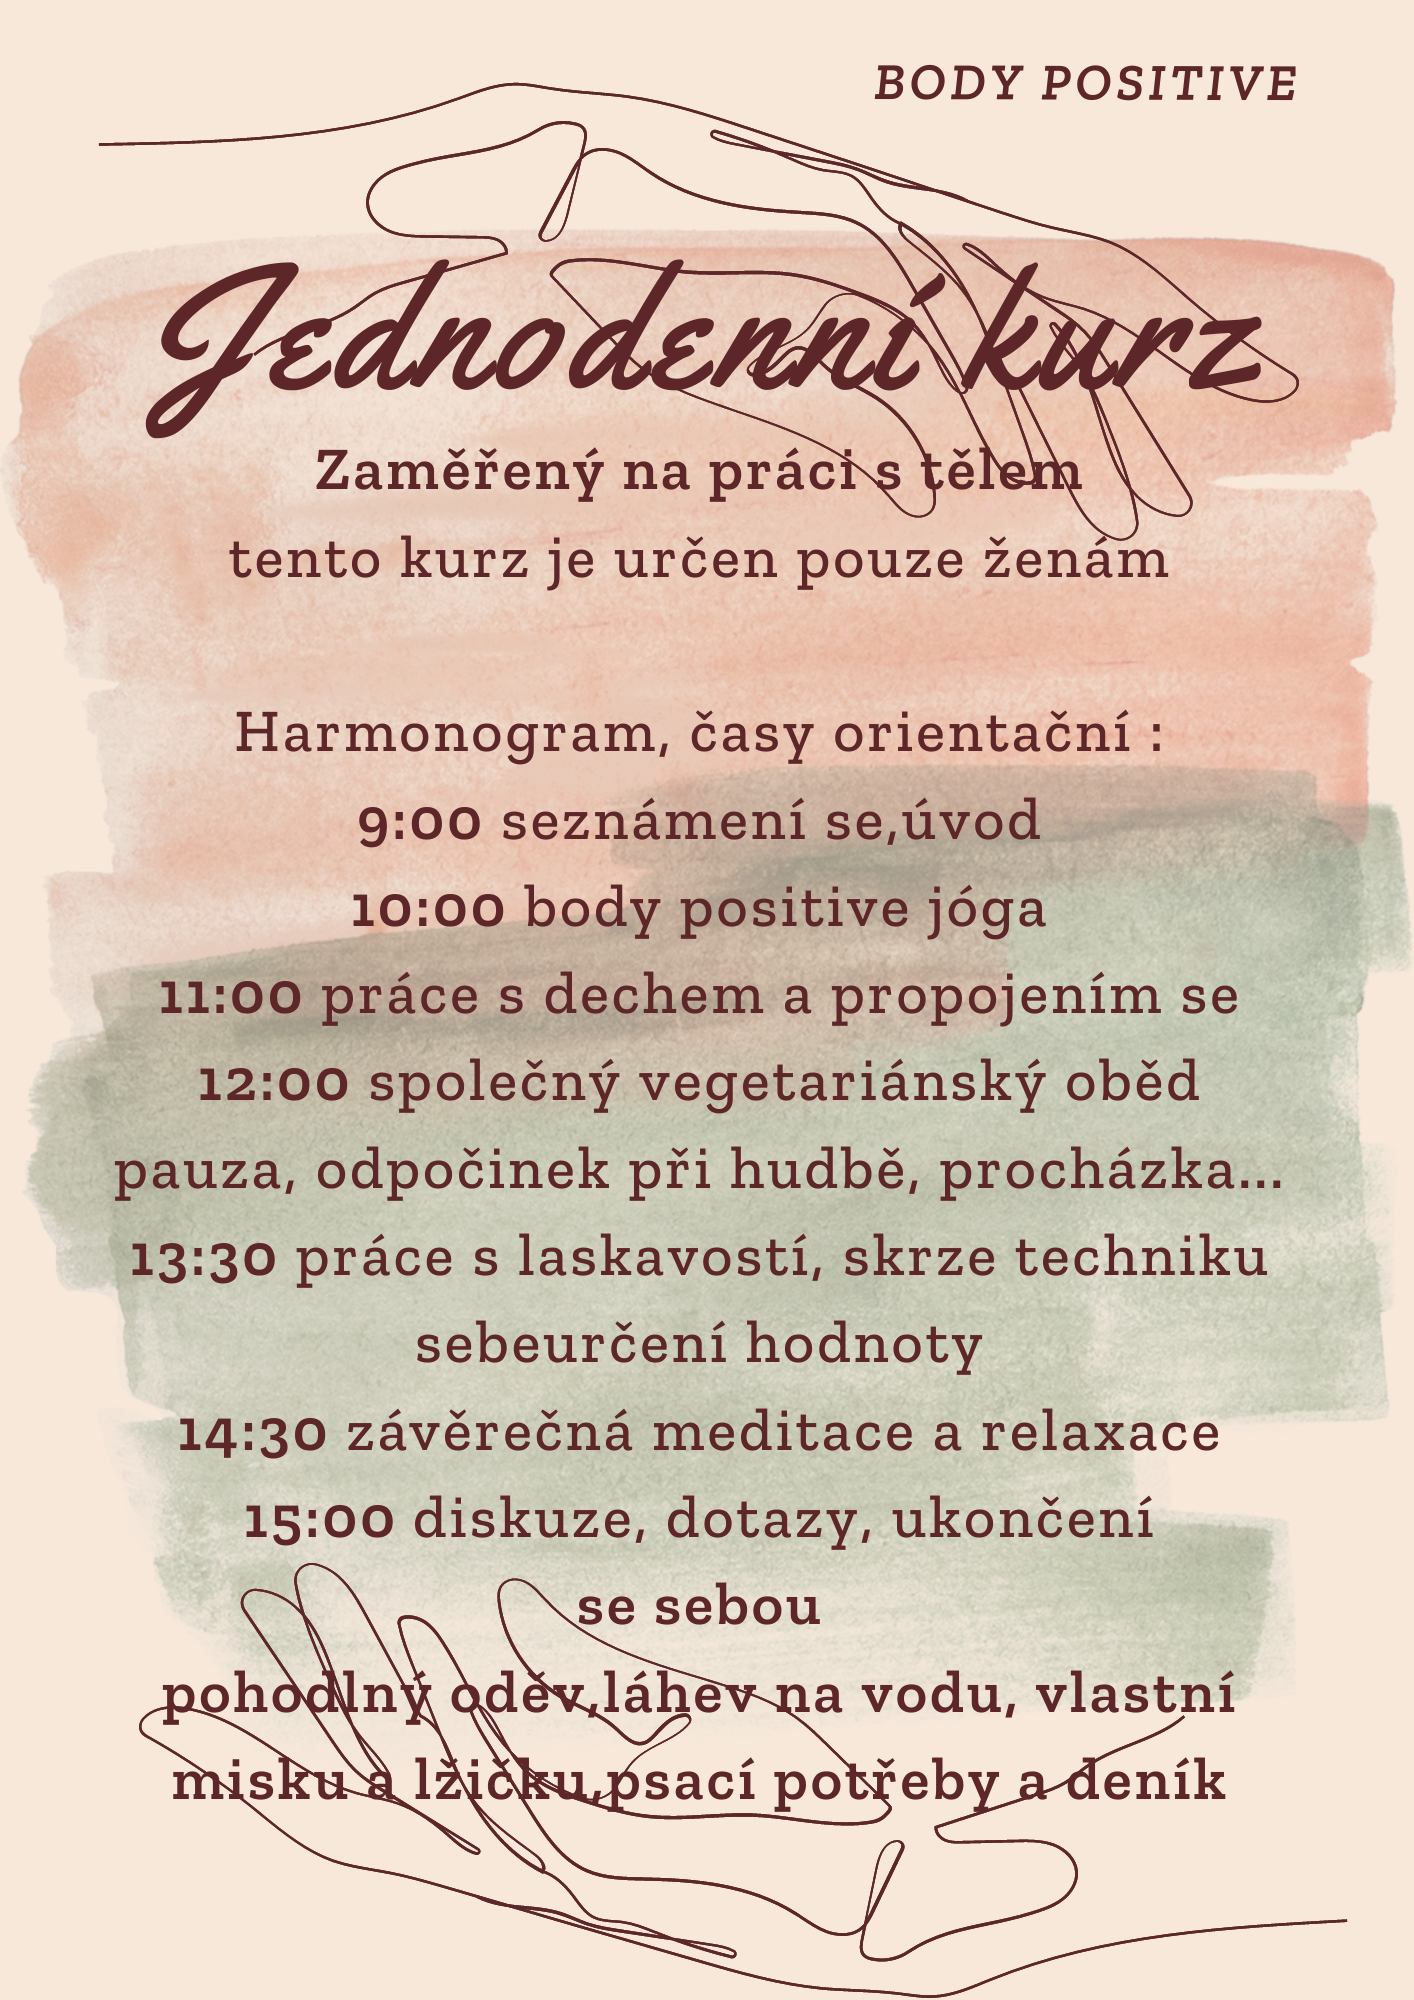 BODY POSITIVE
Jednodenní kurz
Zaměřený na práci s tělem
tento kurz je určen pouze ženám
Harmonogram, časy orientační :
9:00 seznámení se,úvod
10:00 body positive jóga
11:00 práce s dechem a propojením se
12:00 společný vegetariánský oběd
pauza, odpočinek při hudbě, procházka...
13:30 práce s laskavostí, skrze techniku
sebeurčení hodnoty
14:30 závěrečná meditace a relaxace
15:00 diskuze, dotazy, ukončení
se sebou
pohodlný oděv,láhev na vodu, vlastní
misku a lžičku,psací potřeby a deník